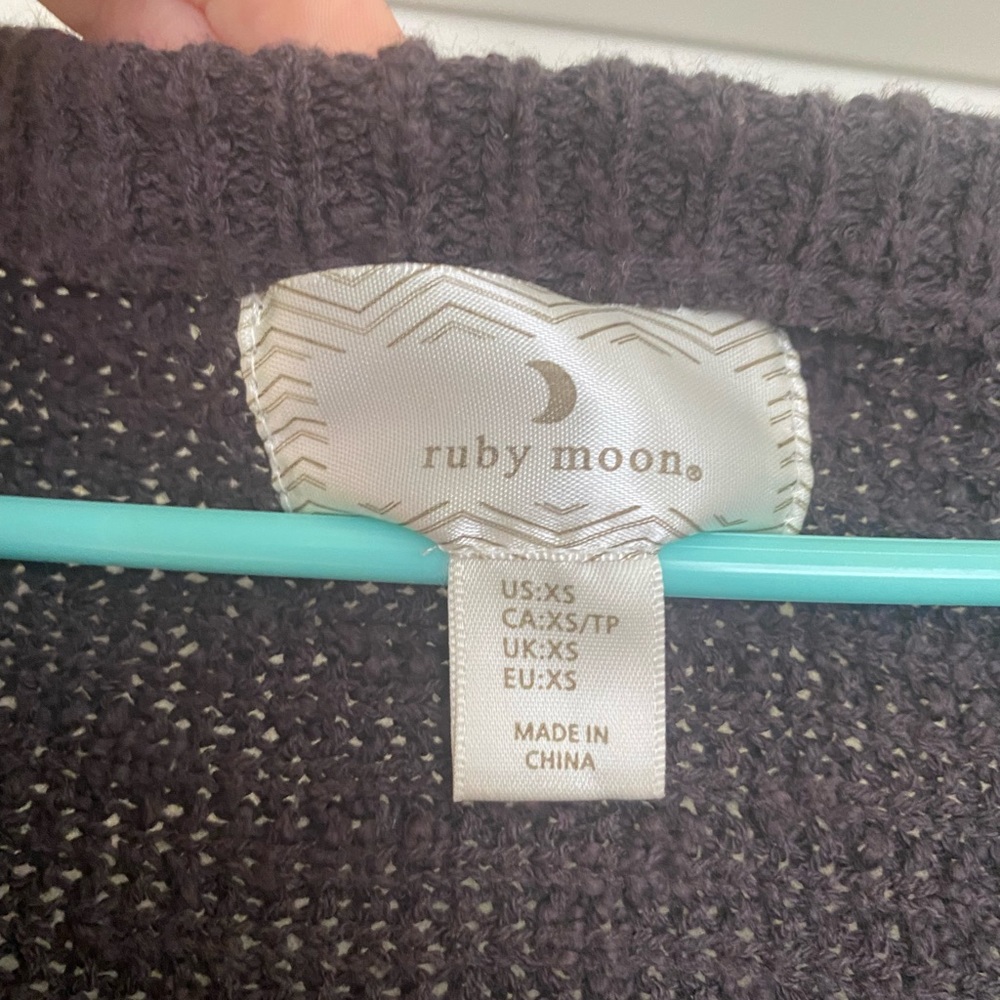 ruby moon®
US:XS
CA:XS/TP
UK:XS
EU:XS
MADE IN
CHINA